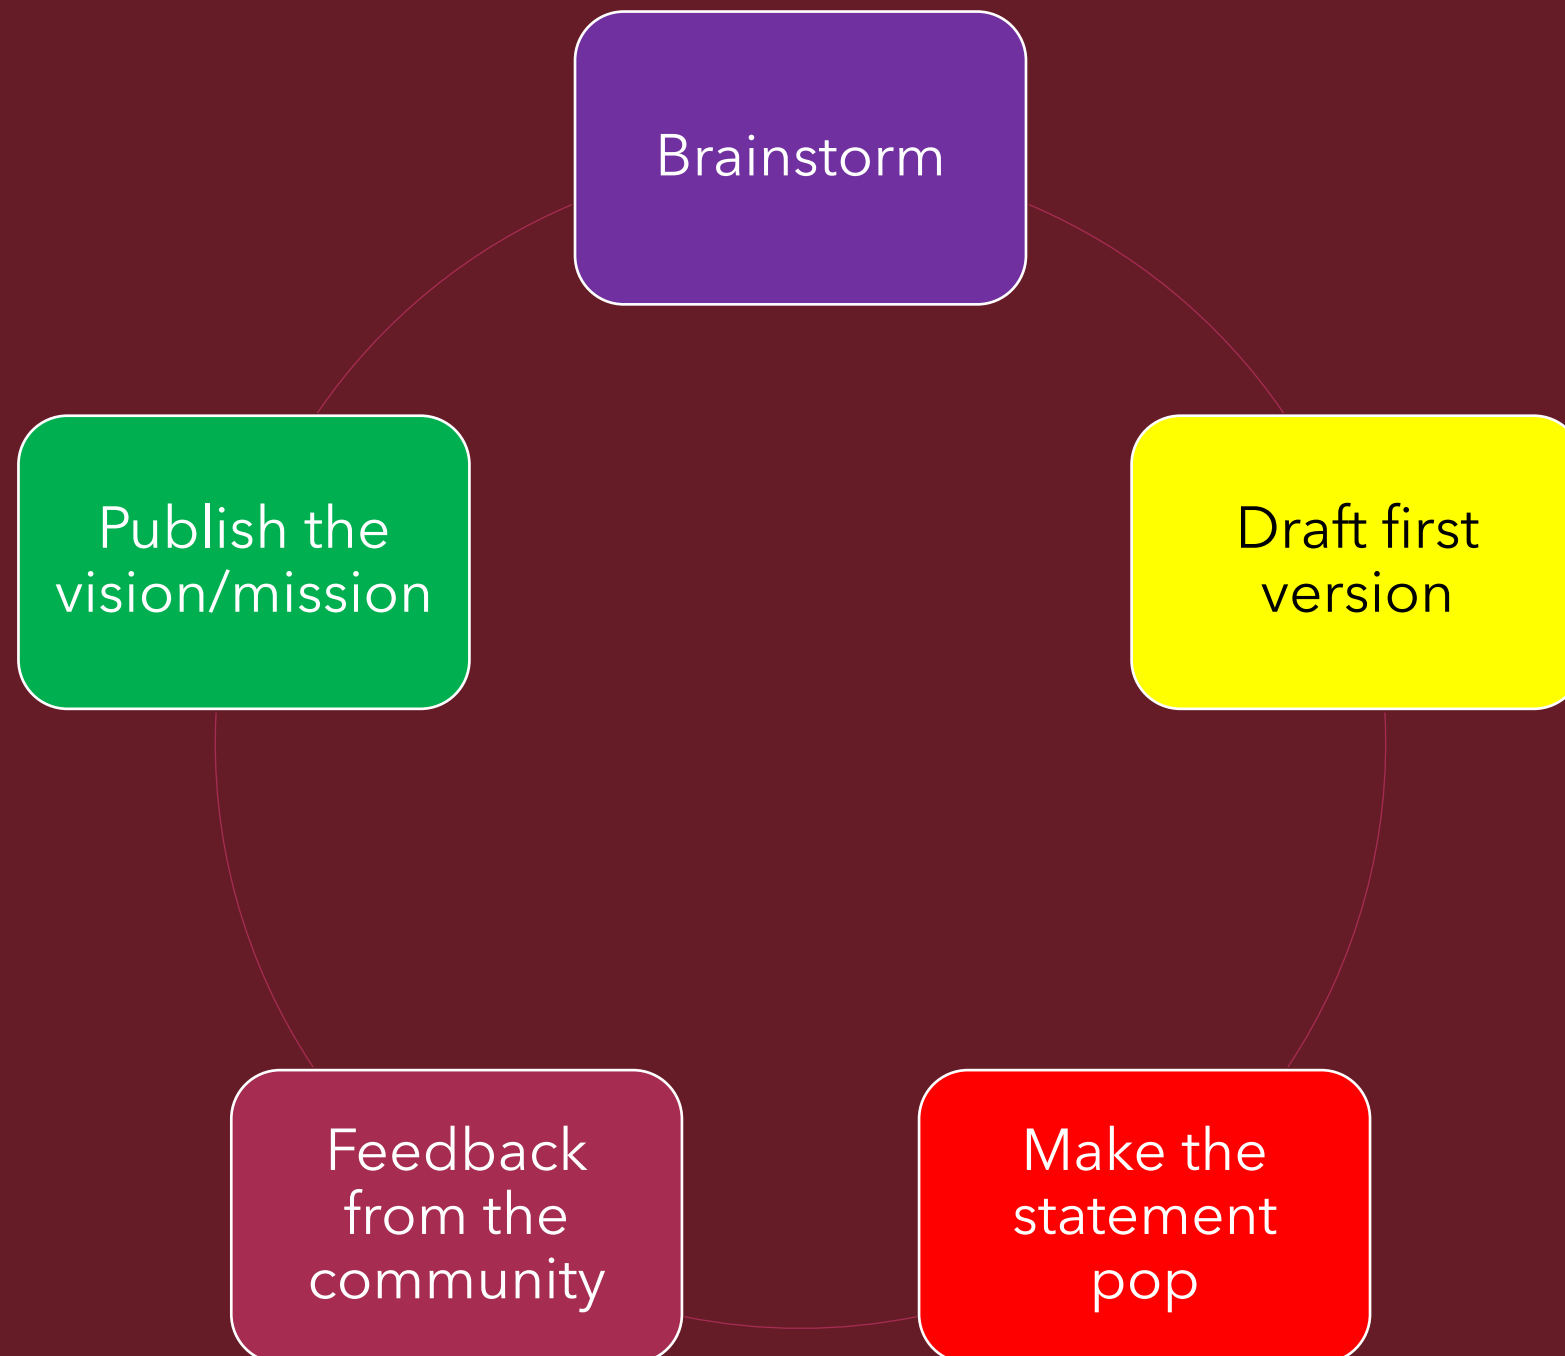 Brainstorm
Draft first
version
Make the
statement
pop
Feedback
from the
community
Publish the
vision/mission